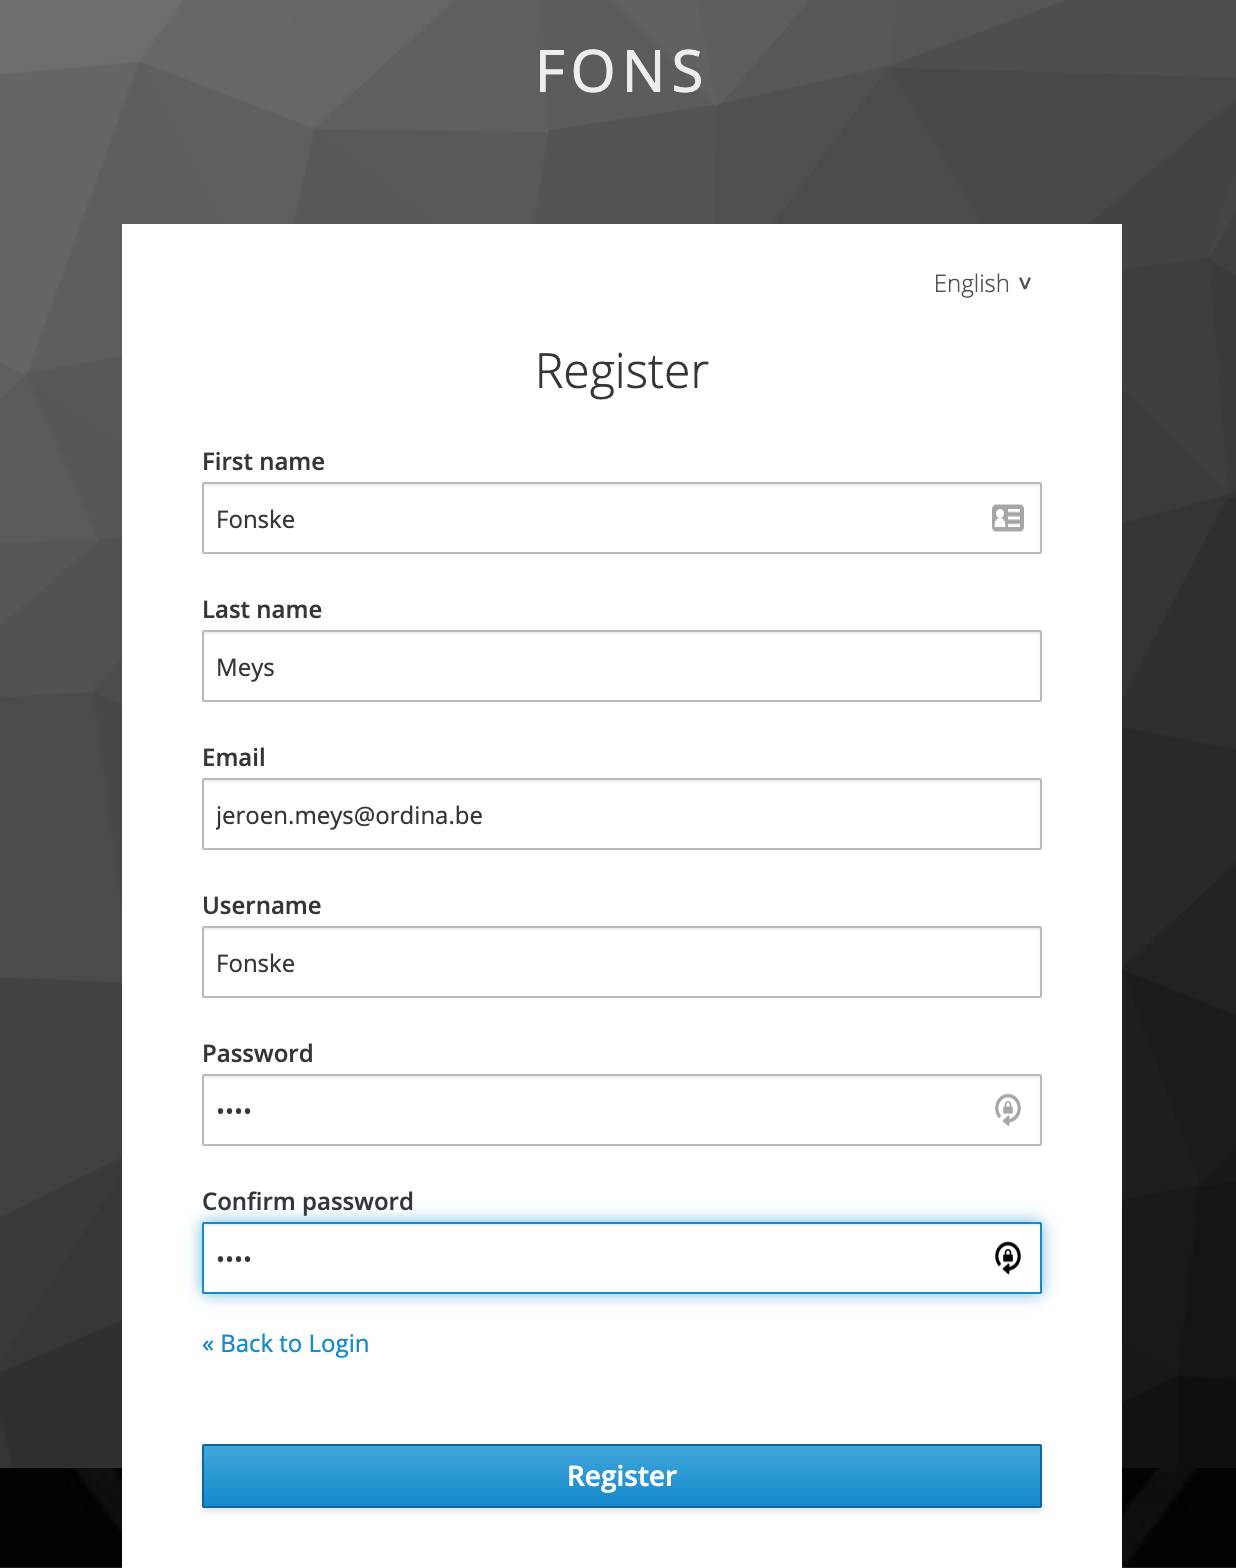 FONS
English v
Register
First name
Fonske
Last name
Meys
Email
jeroen.meys@ordina.be
Username
Fonske
Password
••••
Confirm password
••••
« Back to Login
Register